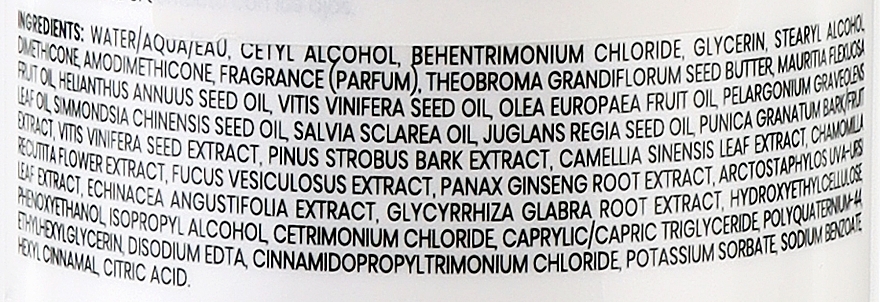 INGREDIENTS: WATER/AQUA/EAU, CETYL ALCOHOL, BEHENTRIMONIUM CHLORIDE, GLYCERIN, STEARYL ALCOHOL,
DIMETHICONE, AMODIMETHICONE, FRAGRANCE (PARFUM), THEOBROMA GRANDIFLORUM SEED BUTTER, MAURITIA FLEXUOSA
FRUIT OIL, HELIANTHUS ANNUUS SEED OIL, VITIS VINIFERA SEED OIL, OLEA EUROPAEA FRUIT OIL, PELARGONIUM GRAVEOLENS
LEAF OIL, SIMMONDSIA CHINENSIS SEED OIL, SALVIA SCLAREA OIL, JUGLANS REGIA SEED OIL, PUNICA GRANATUM BARK/FRUIT
EXTRACT, VITIS VINIFERA SEED EXTRACT, PINUS STROBUS BARK EXTRACT, CAMELLIA SINENSIS LEAF EXTRACT, CHAMOMILLA
RECUTITA FLOWER EXTRACT, FUCUS VESICULOSUS EXTRACT, PANAX GINSENG ROOT EXTRACT, ARCTOSTAPHYLOS UVA-URSI
LEAF EXTRACT, ECHINACEA ANGUSTIFOLIA EXTRACT, GLYCYRRHIZA GLABRA ROOT EXTRACT, HYDROXYETHYLCELLULOSE,
PHENOXYETHANOL, ISOPROPYL ALCOHOL, CETRIMONIUM CHLORIDE, CAPRYLIC/CAPRIC TRIGLYCERIDE, POLYQUATERNIUM-44,
ETHYLHEXYLGLYCERIN, DISODIUM EDTA, CINNAMIDOPROPYLTRIMONIUM CHLORIDE, POTASSIUM SORBATE, SODIUM BENZOATE
HEXYL CINNAMAL, CITRIC ACID.